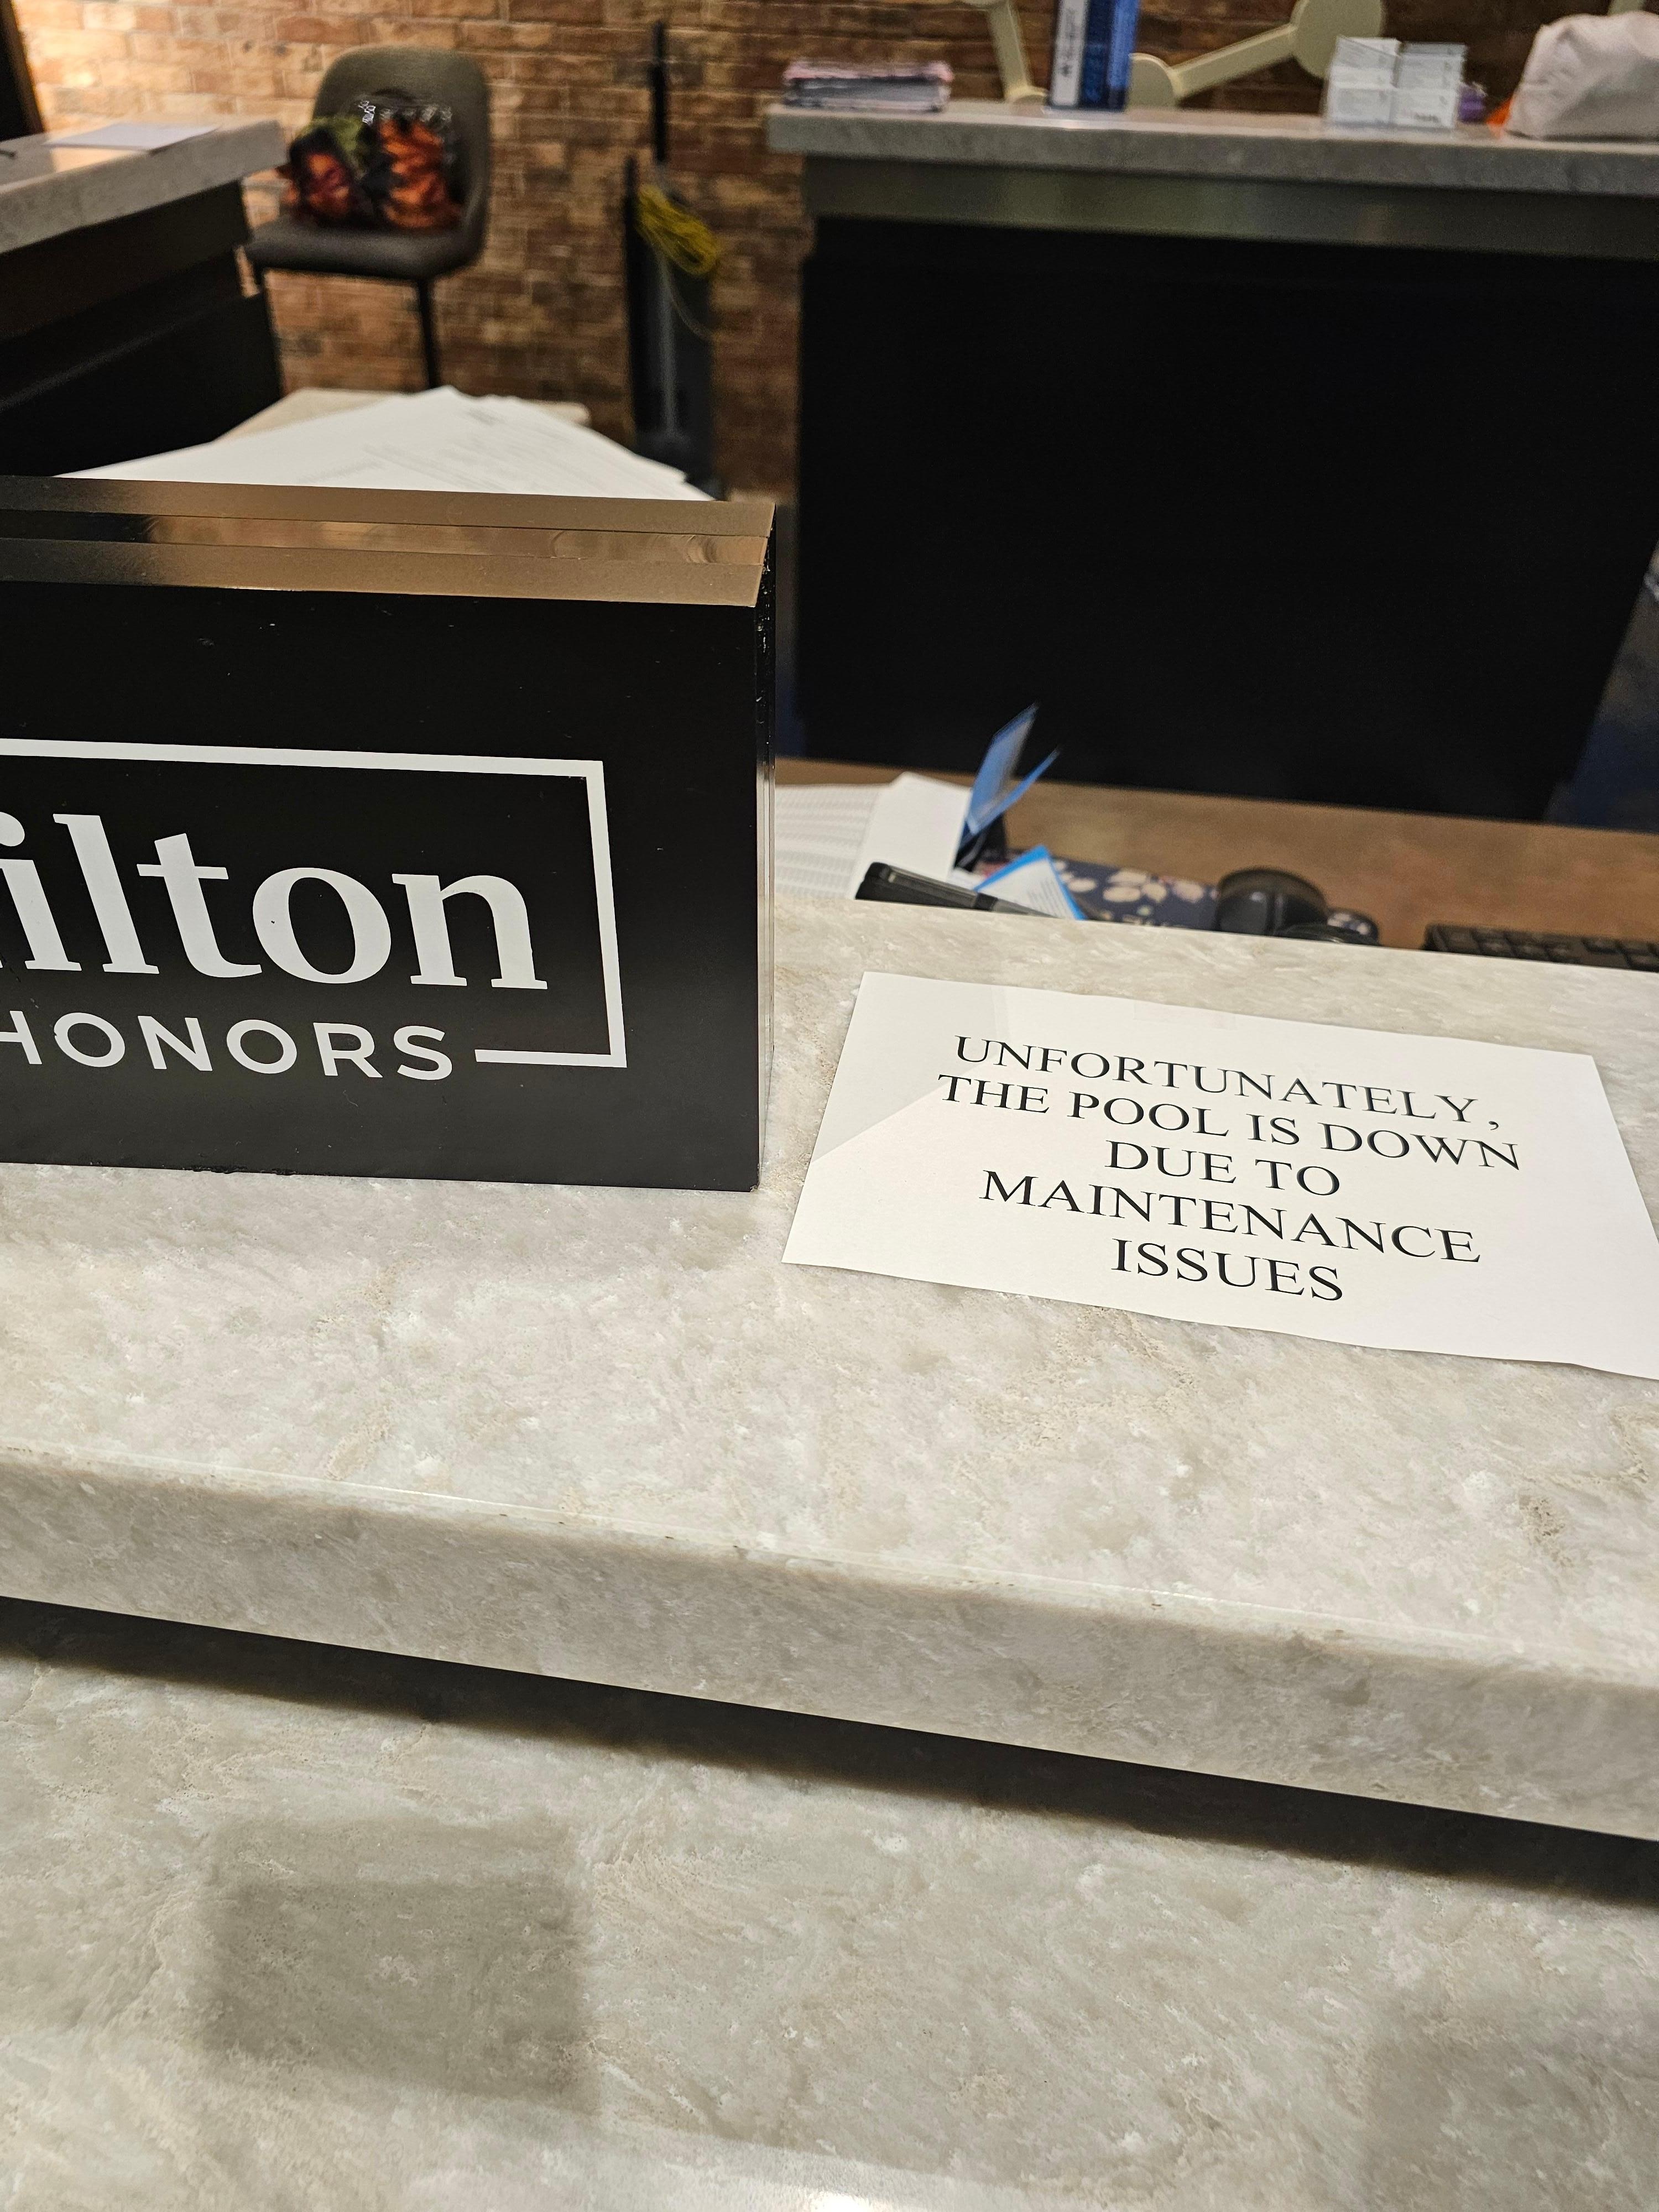 ilton
HONORS
UNFORTUNATELY,
THE POOL IS DOWN
DUE TO
MAINTENANCE
ISSUES